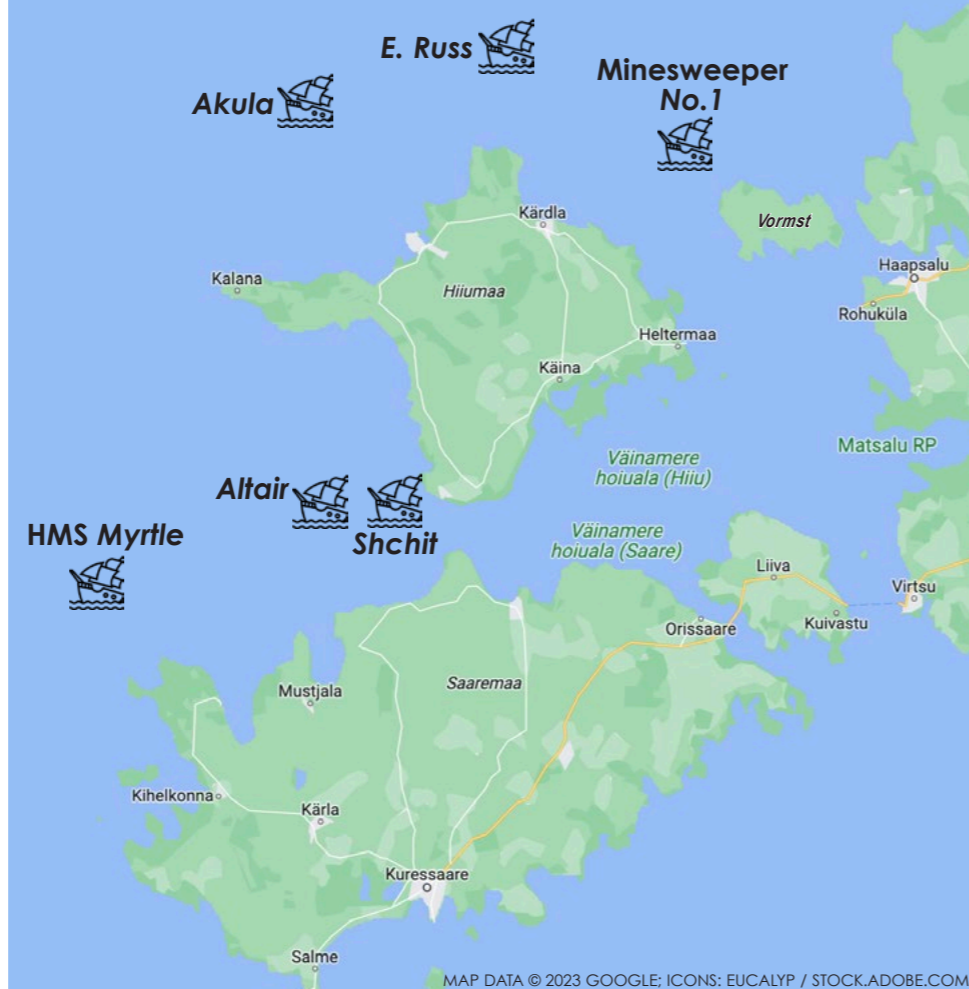 E. Russ
Minesweeper
No.1
Akula
Vormst
Kärdla
Haapsalu
Kalana
Hiiumaa
Rohuküla
Heltermaa
Käina
Matsalu RP
Väinamere
hoiuala (Hiiu)
Altair
Shchit
HMS Myrtle
Väinamere
hoiuala (Saare)
Liiva
Virtsu
Kuivastu
Orissaare
Mustjala
Saaremaa
Kihelkonna
Kärla
Kuressaare
Salme
MAP DATA © 2023 GOOGLE; ICONS: EUCALYP / STOCK.ADOBE.COM